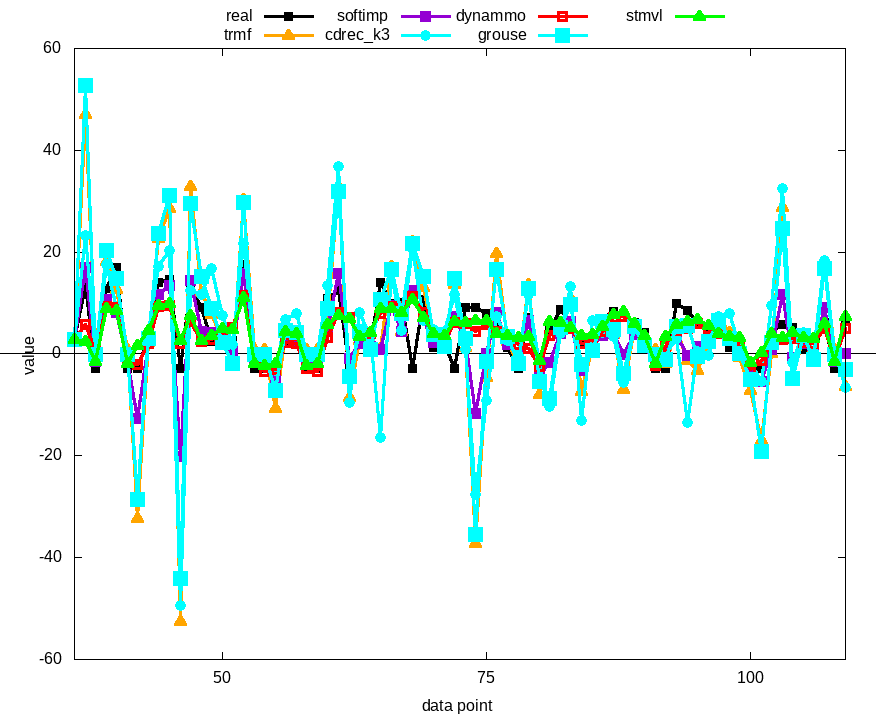 real softimp dynammo stmvl
trmf cdrec_k3 grouse
60
40
20
0
-20
-40
-60
value
50 75 100
data point